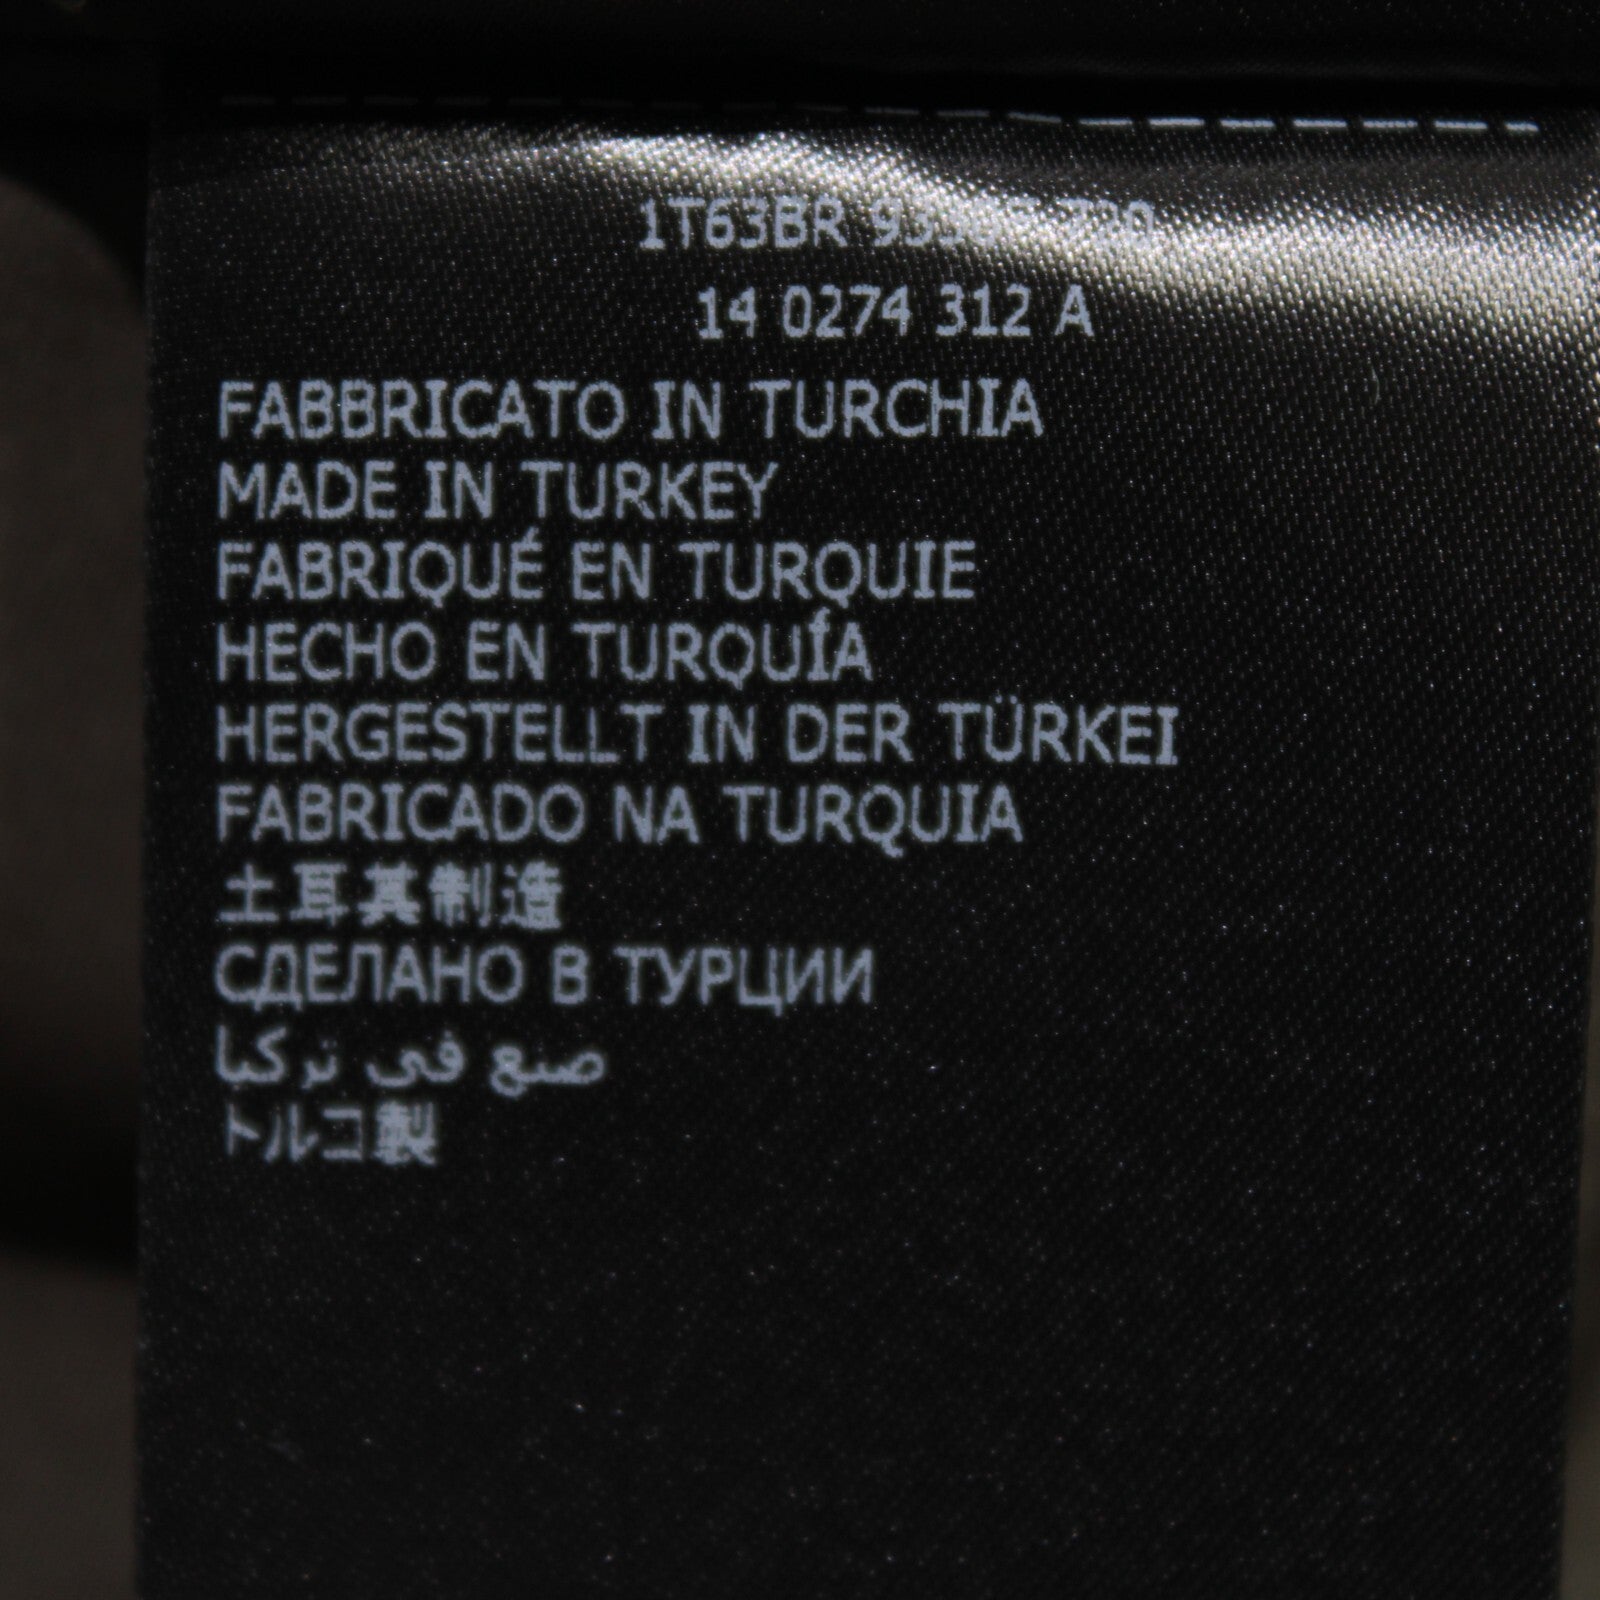 1T63BR
14 0274 312 A
FABBRICATO IN TURCHIA
MADE IN TURKEY
FABRIQUÉ EN TURQUIE
HECHO EN TURQUÍA
HERGESTELLT IN DER TÜRKEI
FABRICADO NA TURQUIA
土耳其制造
СДЕЛАНО В ТУРЦИИ
صنع في تركيا
トルコ製